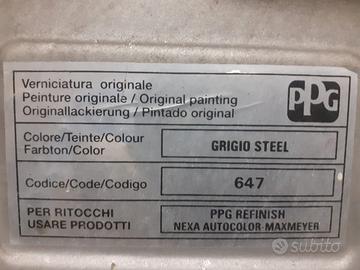 Verniciatura originale
Peinture originale / Original painting
Originallackierung / Pintado original
PPG
Colore/Teinte/Colour
Farbton/Color
GRIGIO STEEL
Codice/Code/Codigo
647
PER RITOCCHI
USARE PRODOTTI
PPG REFINISH
NEXA AUTOCOLOR-MAXMEYER
subito